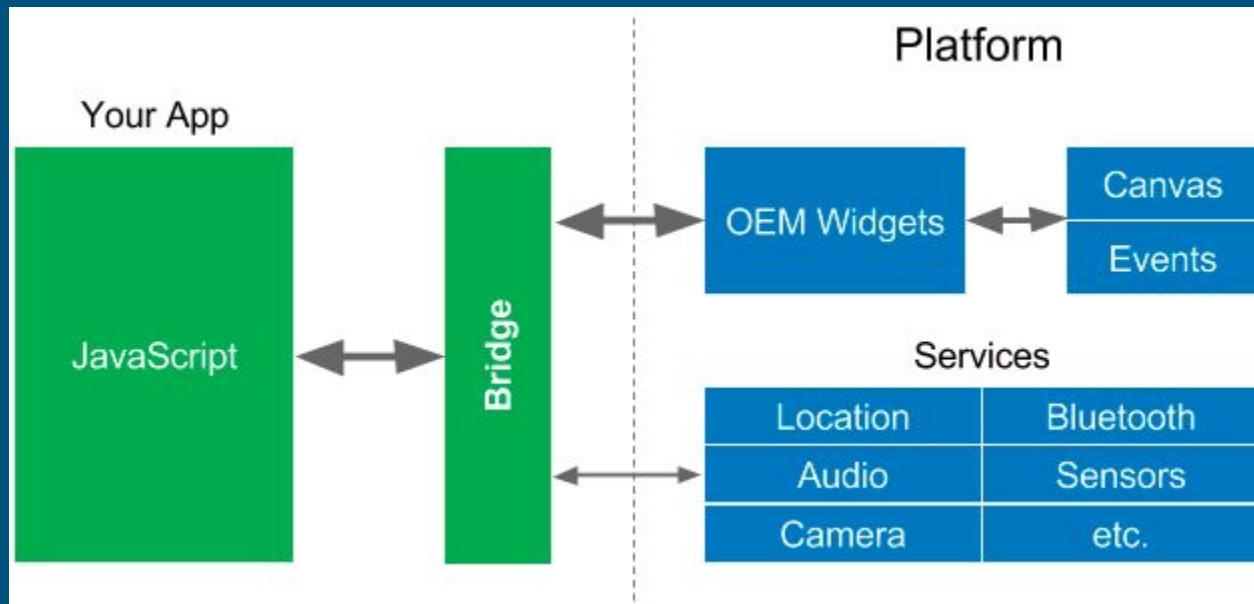 Platform
Your App
JavaScript
Bridge
OEM Widgets
Canvas
Events
Services
Location
Bluetooth
Audio
Sensors
Camera
etc.